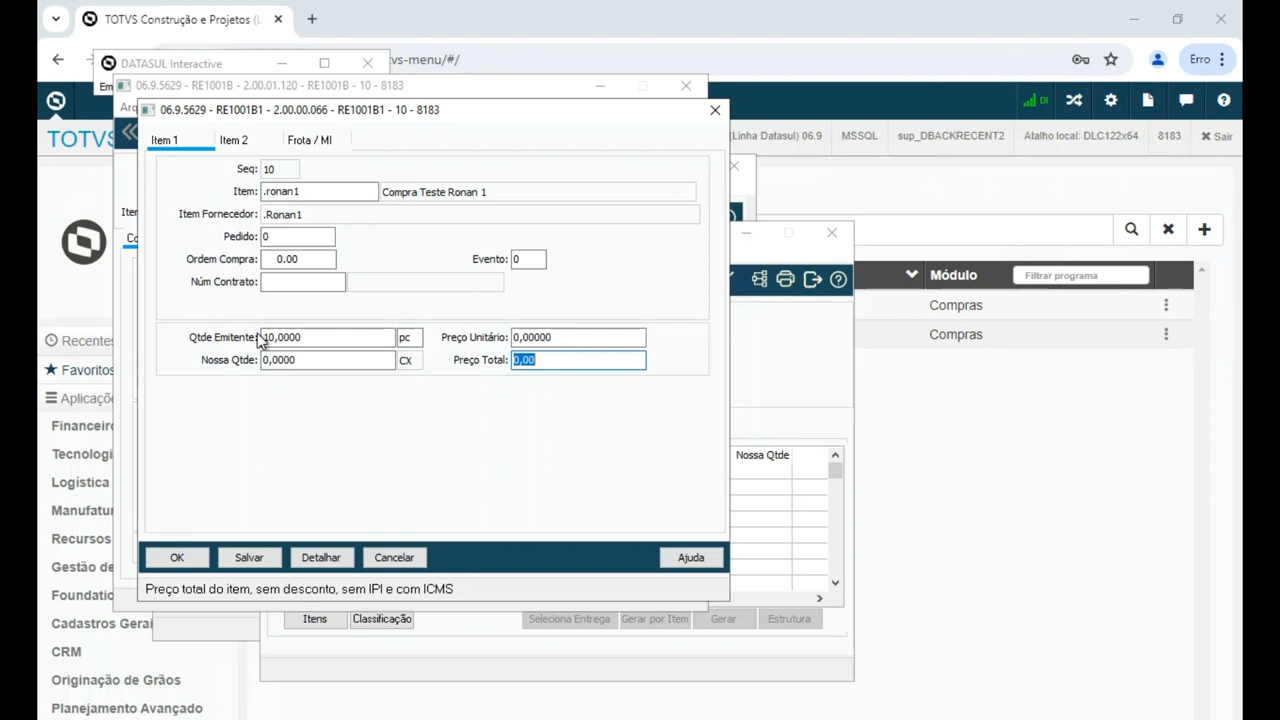 TOTVS Construção e Projetos (L
DATASUL Interactive
tvs-menu/#/
Erro
Em
06.9.5629 - RE1001B - 2.00.01.120 - RE1001B - 10 - 8183
Arq
06.9.5629 - RE1001B1 - 2.00.00.066 - RE1001B1 - 10 - 8183
TOTVS
(Linha Datasul) 06.9
MSSQL
sup_DBACKRECENT2
Atalho local: DLC122x64
8183
Sair
Item 1
Item 2
Frota / MI
Seq: 10
Item: .ronan1 Compra Teste Ronan 1
Item Fornecedor: .Ronan1
Pedido: 0
Ordem Compra: 0.00 Evento: 0
Núm Contrato:
Qtde Emitente: 10,0000 pc Preço Unitário: 0,00000
Nossa Qtde: 0,0000 CX Preço Total: 0,00
OK
Salvar
Detalhar
Cancelar
Ajuda
Preço total do item, sem desconto, sem IPI e com ICMS
Módulo
Filtrar programa
Compras
Compras
Nossa Qtde
Itens
Classificação
Seleciona Entrega
Gerar por Item
Gerar
Estrutura
Recentes
Favoritos
Aplicaçõe
Financeiro
Tecnologi
Logística
Manufatur
Recursos
Gestão de
Foundatio
Cadastros Gerai
CRM
Originação de Grãos
Planejamento Avançado